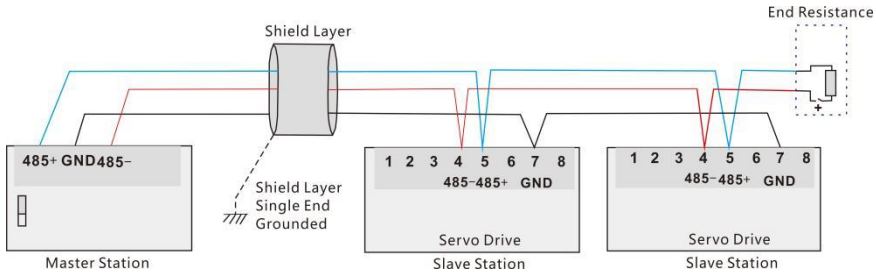 End Resistance
Shield Layer
485+ GND 485-
1 2 3 4 5 6 7 8
485- 485+ GND
1 2 3 4 5 6 7 8
485- 485+ GND
+
Shield Layer
Single End
Grounded
Servo Drive
Servo Drive
Master Station
Slave Station
Slave Station